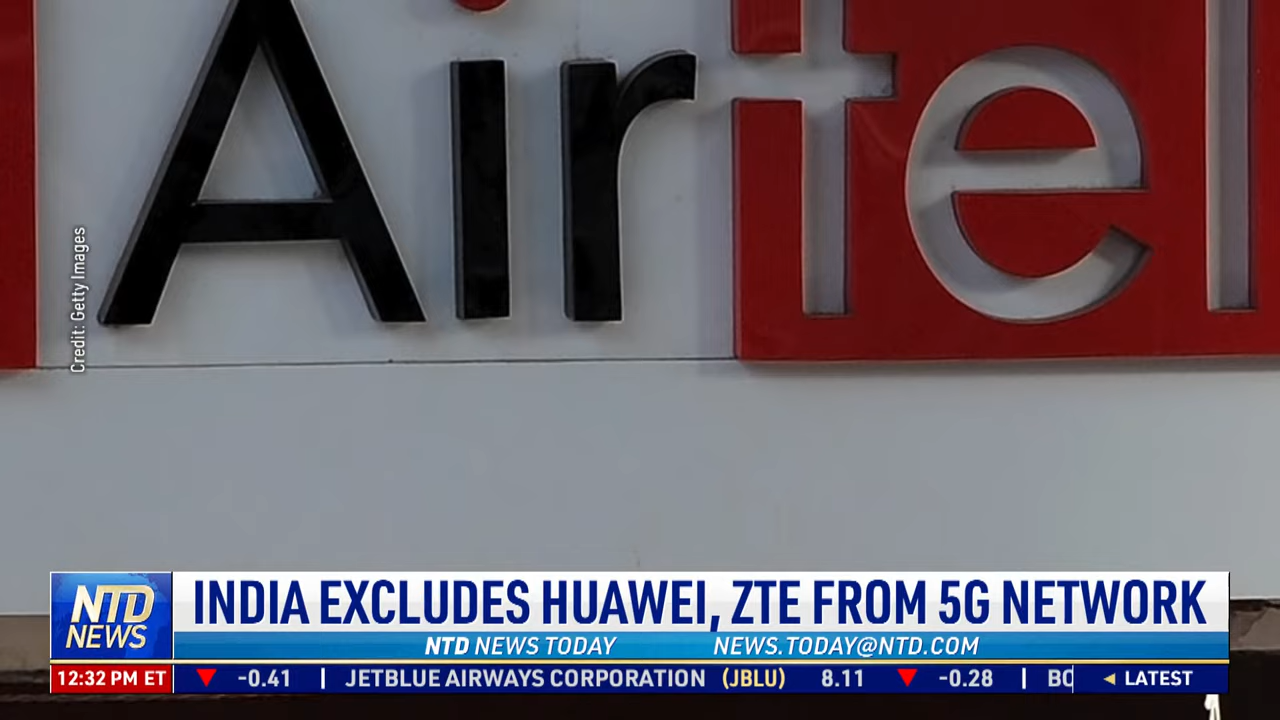 Airtel
Credit: Getty Images
NTD
NEWS
INDIA EXCLUDES HUAWEI, ZTE FROM 5G NETWORK
NTD NEWS TODAY NEWS.TODAY@NTD.COM
12:32 PM ET ▼ -0.41 | JETBLUE AIRWAYS CORPORATION (JBLU) 8.11 ▼ -0.28 | ◄ LATEST